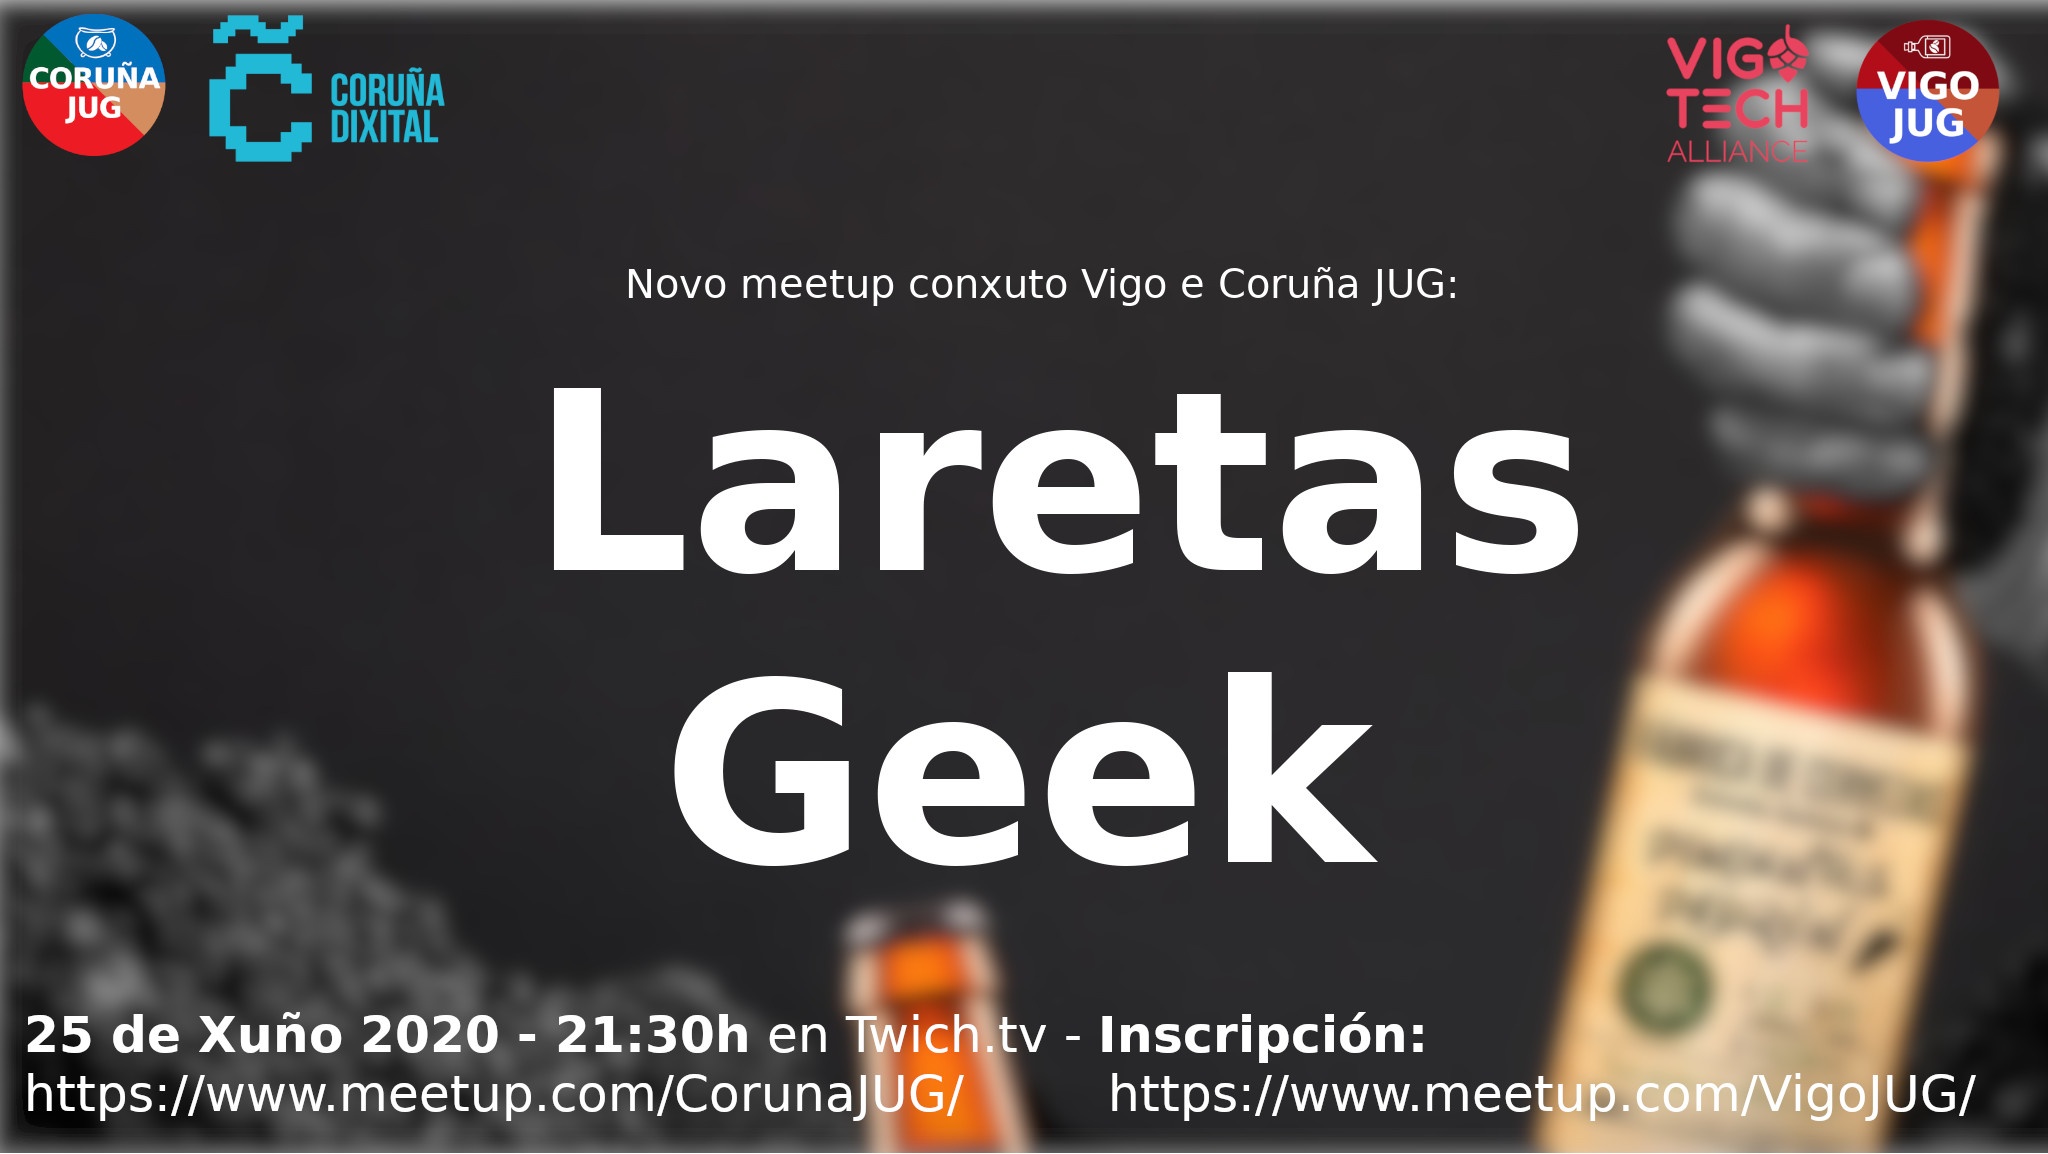 CORUÑA
JUG
CORUÑA
DIXITAL
VIGO
TECH
ALLIANCE
VIGO
JUG
Novo meetup conxuto Vigo e Coruña JUG:
Laretas
Geek
25 de Xuño 2020 - 21:30h en Twich.tv - Inscripción:
https://www.meetup.com/CorunaJUG/ https://www.meetup.com/VigoJUG/